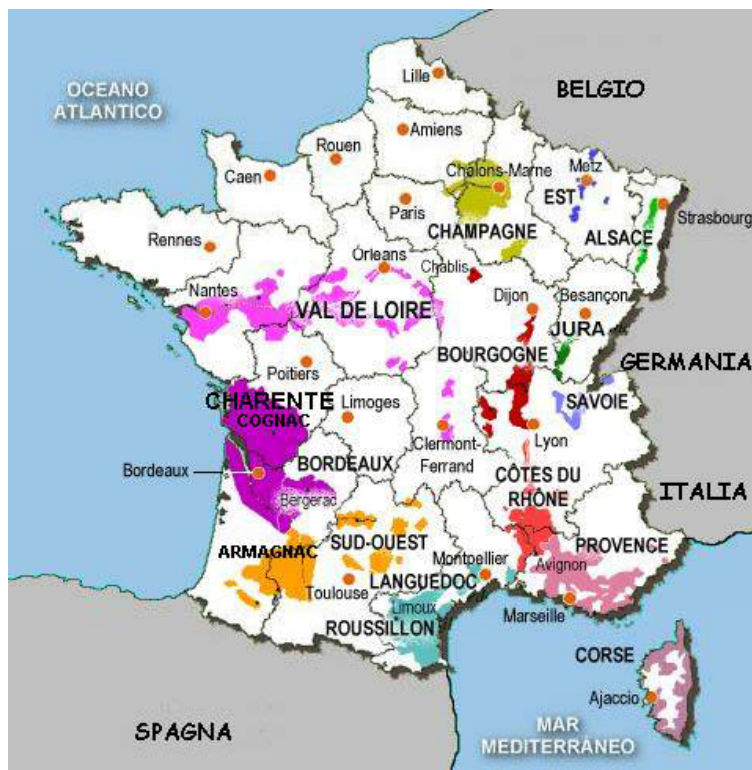 Lille
BELGIO
OCEANO
ATLANTICO
Amiens
Rouen
Caen
Chalons-Marne
Metz
EST
Paris
Strasbourg
CHAMPAGNE
ALSACE
Rennes
Orleans
Chablis
Nantes
VAL DE LOIRE
Dijon
Besançon
JURA
BOURGOGNE
GERMANIA
Poitiers
CHARENTE
COGNAC
Limoges
SAVOIE
Clermont-
Ferrand
Lyon
Bordeaux
BORDEAUX
CÔTES DU
RHÔNE
ITALIA
Bergerac
ARMAGNAC
SUD-OUEST
PROVENCE
Montpellier
Avignon
Toulouse
LANGUEDOC
Limoux
Marseille
ROUSSILLON
CORSE
Ajaccio
SPAGNA
MAR
MEDITERRÁNEO